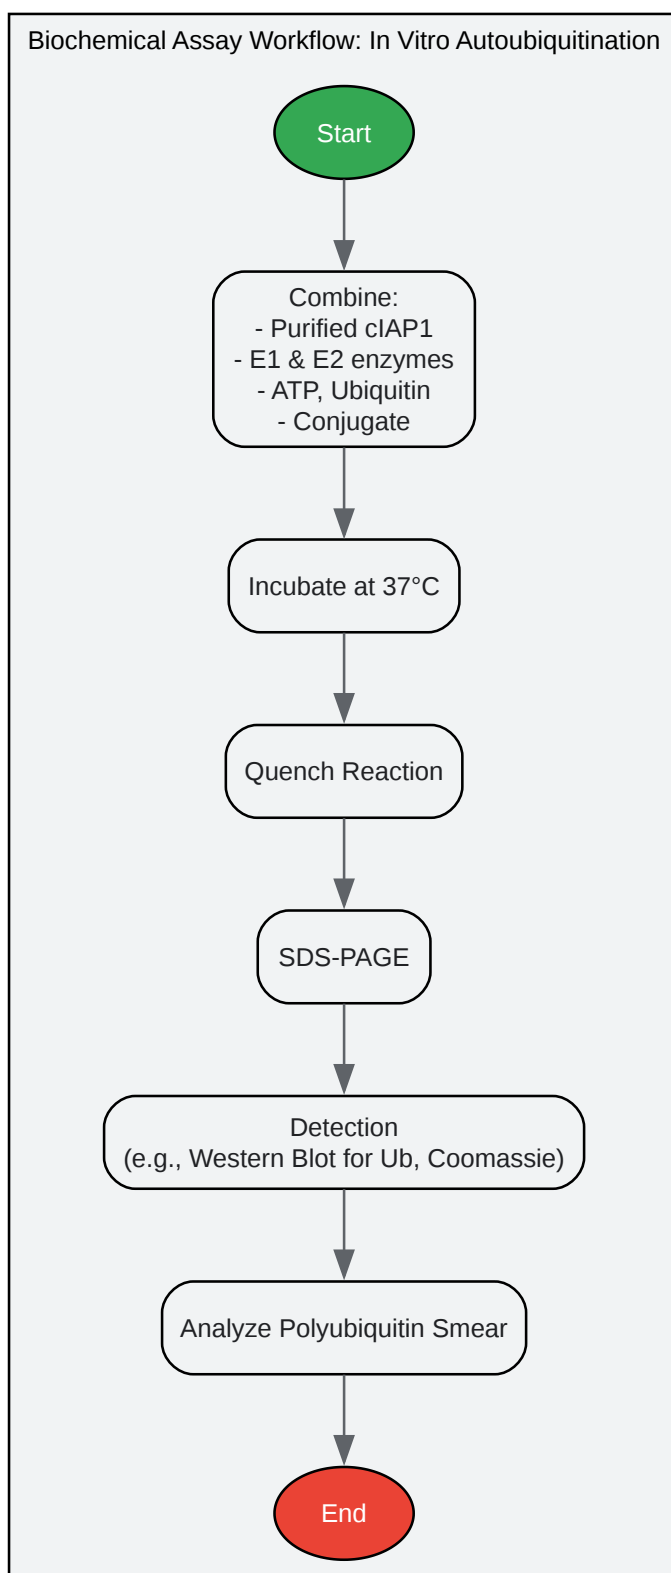 Biochemical Assay Workflow: In Vitro Autoubiquitination
Start
Combine:
- Purified cIAP1
- E1 & E2 enzymes
- ATP, Ubiquitin
- Conjugate
Incubate at 37°C
Quench Reaction
SDS-PAGE
Detection
(e.g., Western Blot for Ub, Coomassie)
Analyze Polyubiquitin Smear
End